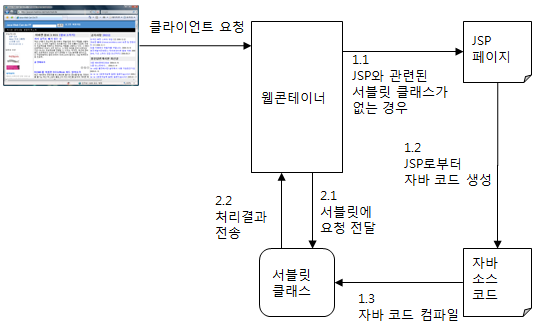 클라이언트 요청
웹콘테이너
1.1
JSP와 관련된
서블릿 클래스가
없는 경우
JSP
페이지
1.2
JSP로부터
자바 코드 생성
2.2
처리결과
전송
2.1
서블릿에
요청 전달
서블릿
클래스
1.3
자바 코드 컴파일
자바
소스
코드